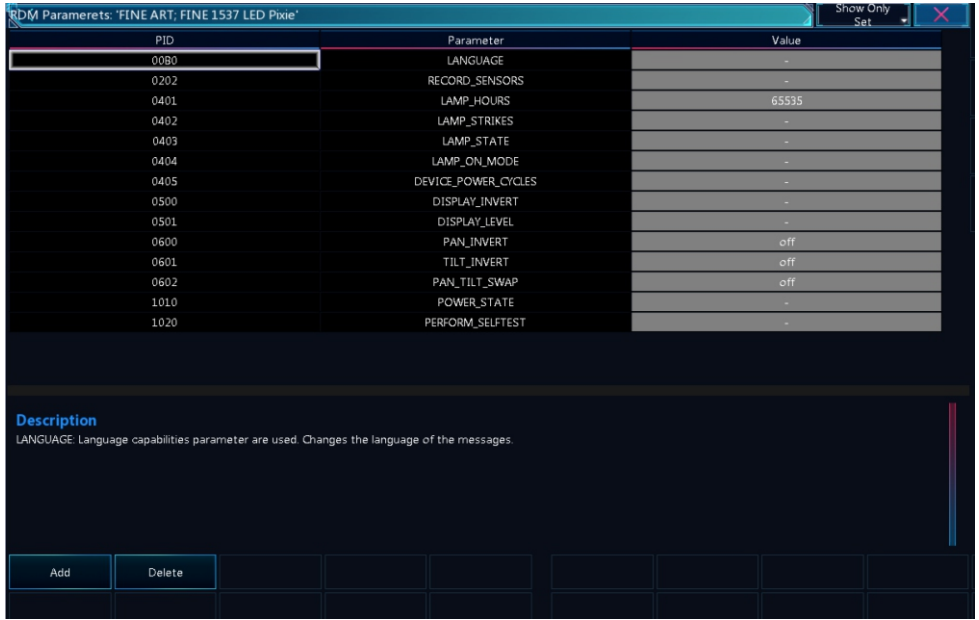 RDM Paramerets: 'FINE ART; FINE 1537 LED Pixie'
Show Only
Set
PID Parameter Value
00B0 LANGUAGE -
0202 RECORD_SENSORS -
0401 LAMP_HOURS 65535
0402 LAMP_STRIKES -
0403 LAMP_STATE -
0404 LAMP_ON_MODE -
0405 DEVICE_POWER_CYCLES -
0500 DISPLAY_INVERT -
0501 DISPLAY_LEVEL -
0600 PAN_INVERT off
0601 TILT_INVERT off
0602 PAN_TILT_SWAP off
1010 POWER_STATE -
1020 PERFORM_SELFTEST -
Description
LANGUAGE: Language capabilities parameter are used. Changes the language of the messages.
Add Delete